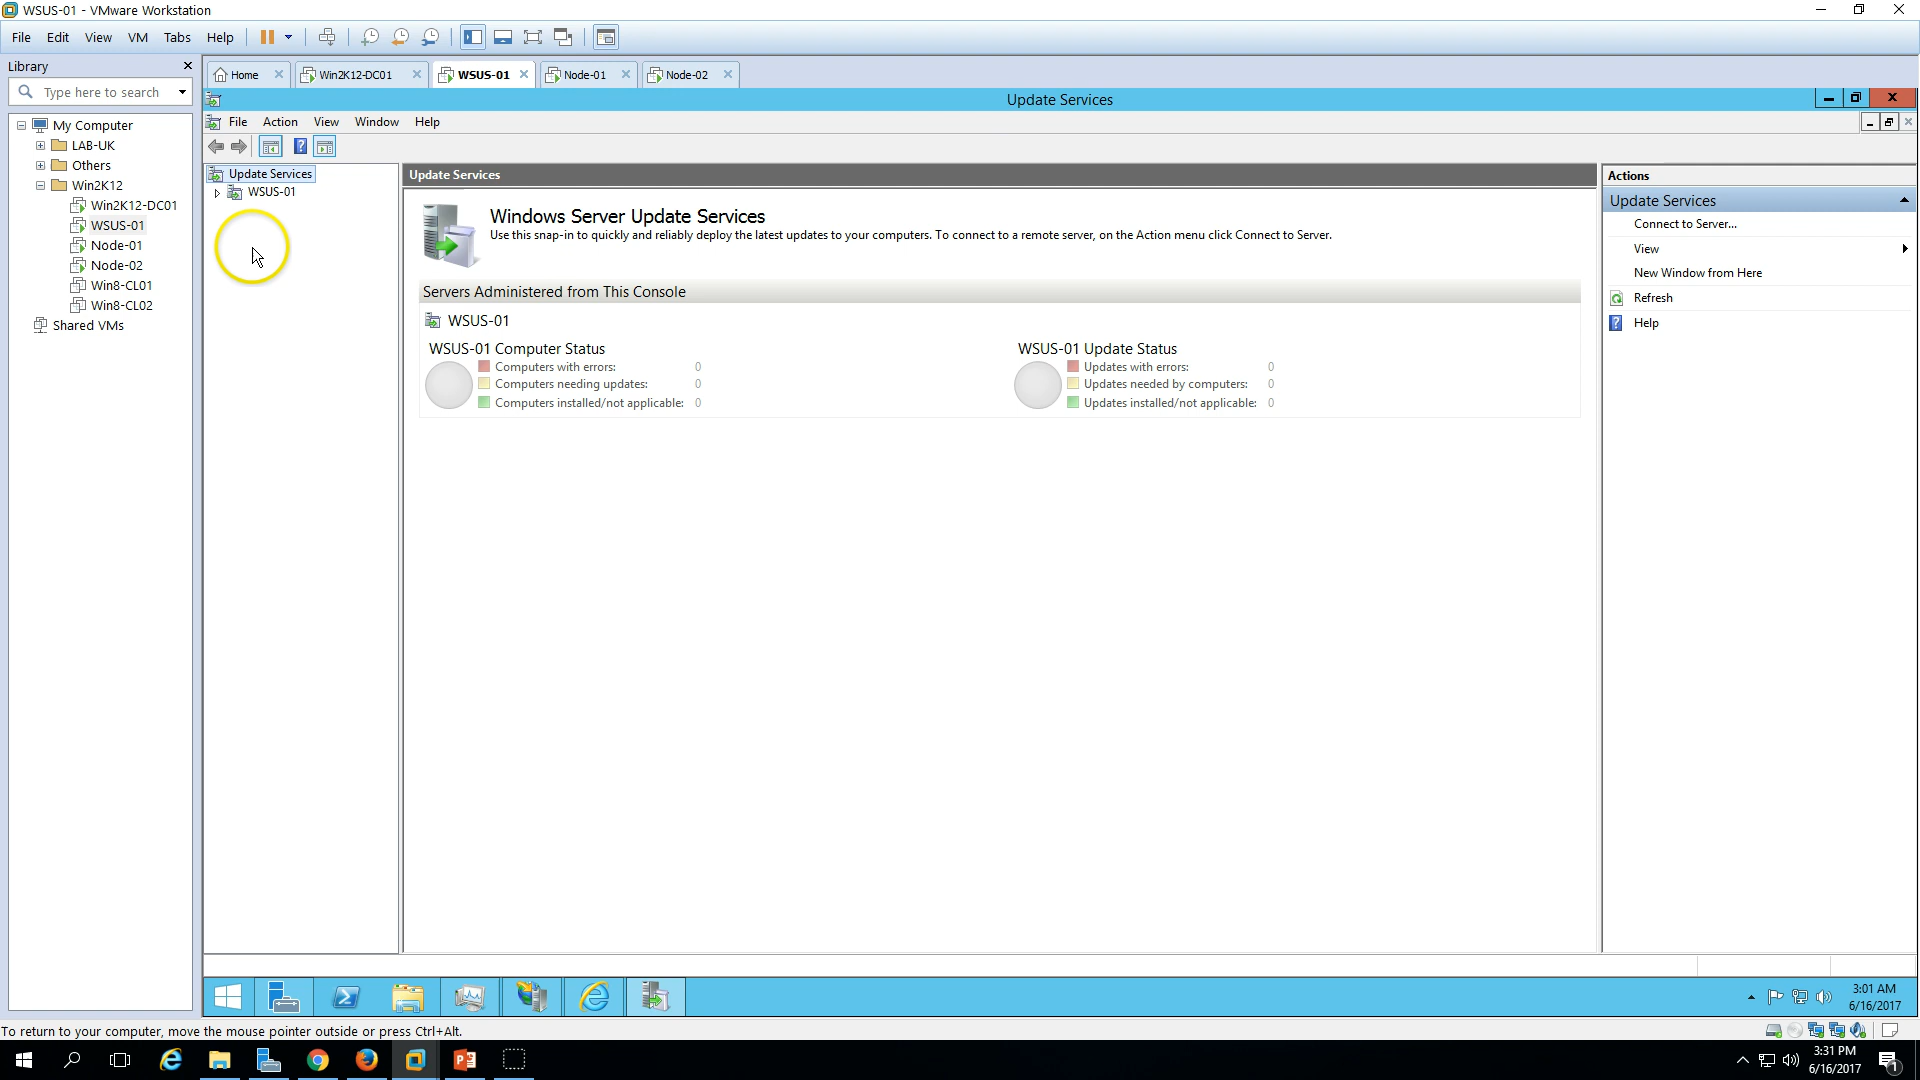 WSUS-01 - VMware Workstation
File Edit View VM Tabs Help
Library
Type here to search
My Computer
LAB-UK
Others
Win2K12
Win2K12-DC01
WSUS-01
Node-01
Node-02
Win8-CL01
Win8-CL02
Shared VMs
Home Win2K12-DC01 WSUS-01 Node-01 Node-02
Update Services
File Action View Window Help
Update Services
WSUS-01
Update Services
Windows Server Update Services
Use this snap-in to quickly and reliably deploy the latest updates to your computers. To connect to a remote server, on the Action menu click Connect to Server.
Servers Administered from This Console
WSUS-01
WSUS-01 Computer Status
Computers with errors: 0
Computers needing updates: 0
Computers installed/not applicable: 0
WSUS-01 Update Status
Updates with errors: 0
Updates needed by computers: 0
Updates installed/not applicable: 0
Actions
Update Services
Connect to Server...
View
New Window from Here
Refresh
Help
3:01 AM
6/16/2017
To return to your computer, move the mouse pointer outside or press Ctrl+Alt.
3:31 PM
6/16/2017
1